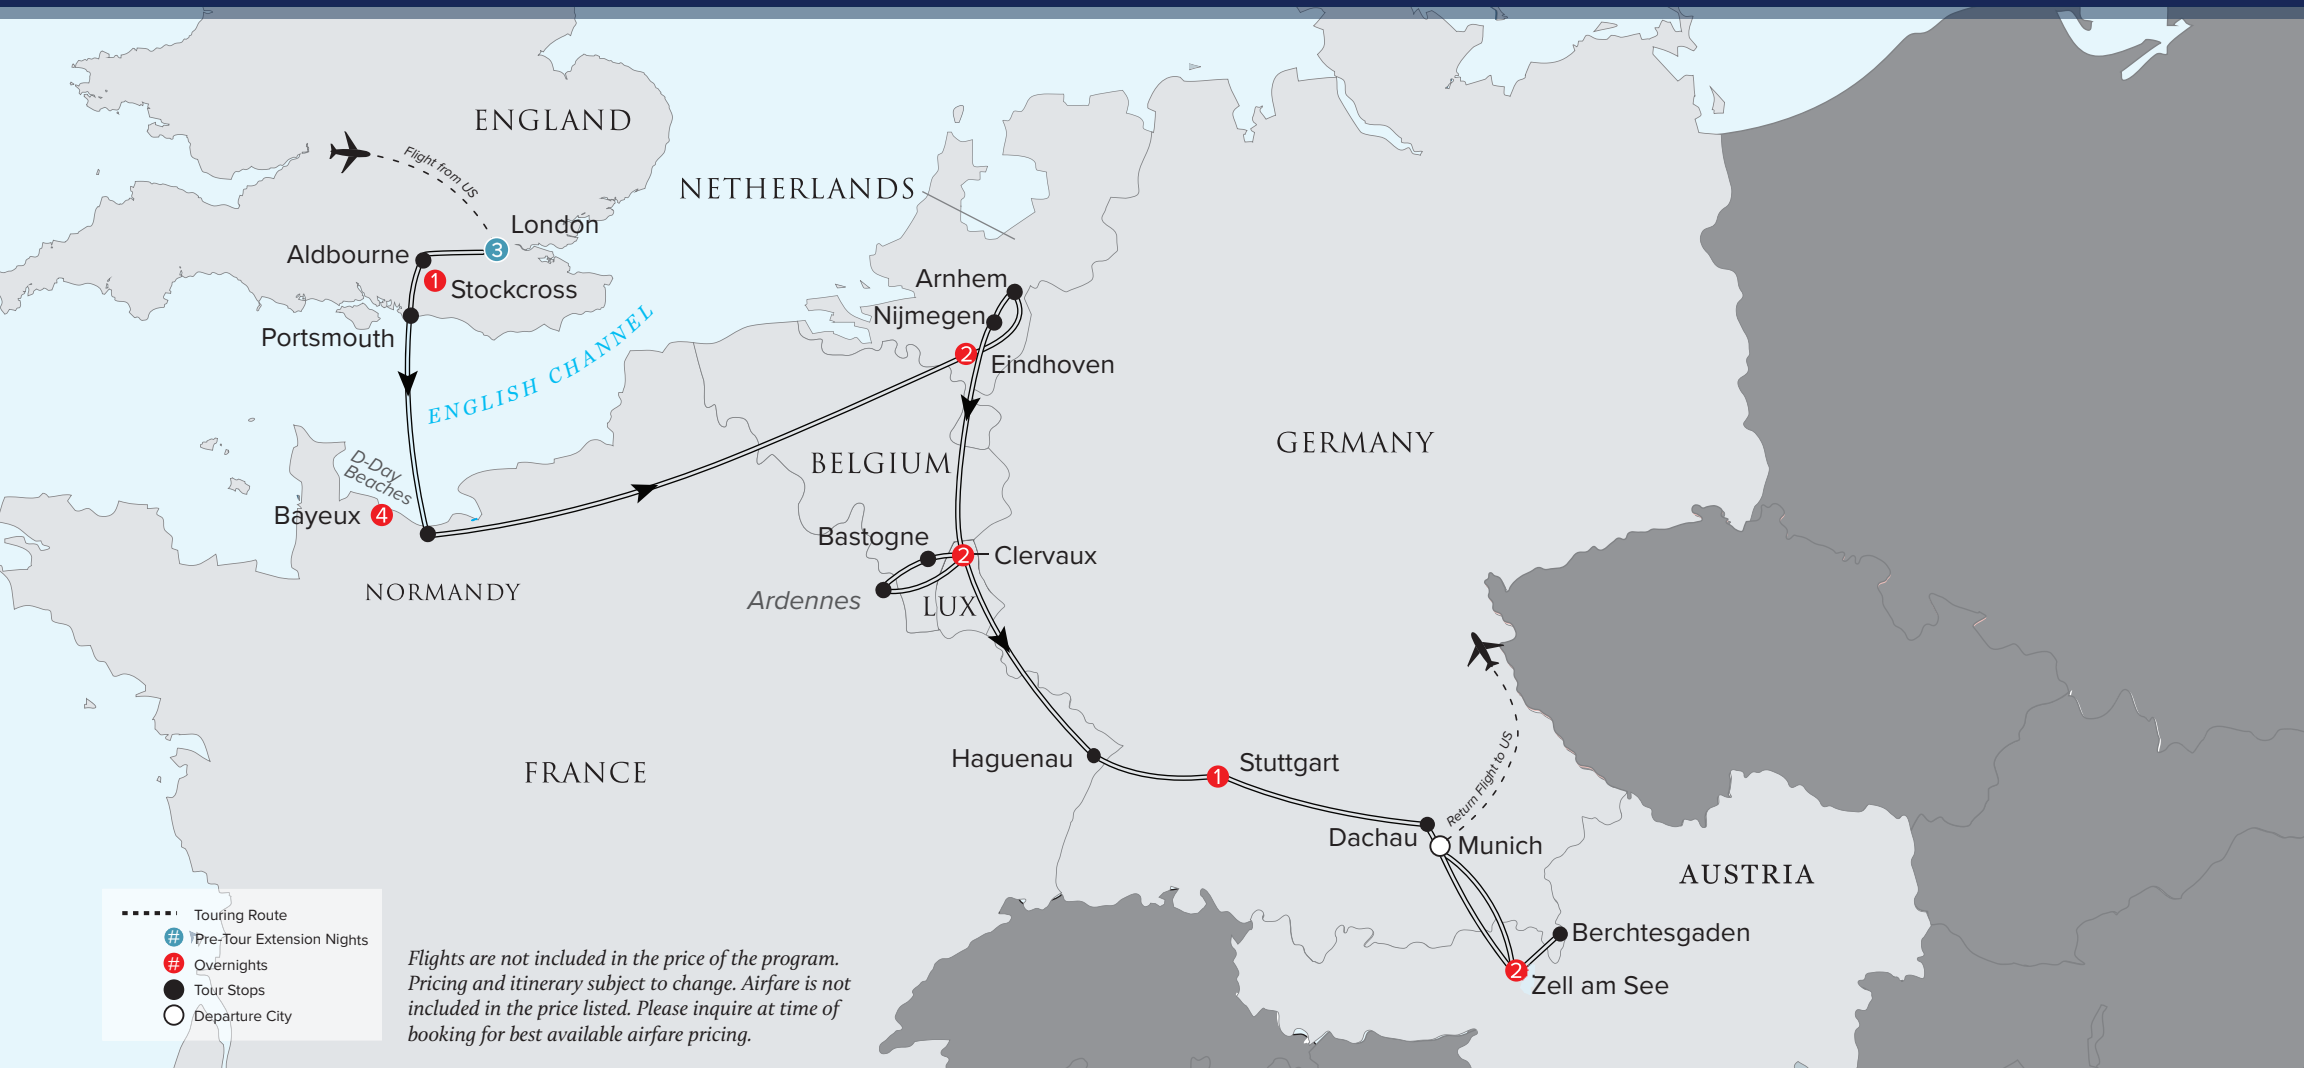 ENGLAND
Flight from US
NETHERLANDS
London
3
Aldbourne
1
Stockcross
Arnhem
Nijmegen
Portsmouth
ENGLISH CHANNEL
2
Eindhoven
GERMANY
D-Day
Beaches
BELGIUM
Bayeux 4
Bastogne
2
Clervaux
NORMANDY
Ardennes
LUX
Return Flight to US
FRANCE
Haguenau
1
Stuttgart
Dachau
Munich
AUSTRIA
Berchtesgaden
2
Zell am See
Touring Route
# Pre-Tour Extension Nights
# Overnights
Tour Stops
Departure City
Flights are not included in the price of the program.
Pricing and itinerary subject to change. Airfare is not
included in the price listed. Please inquire at time of
booking for best available airfare pricing.